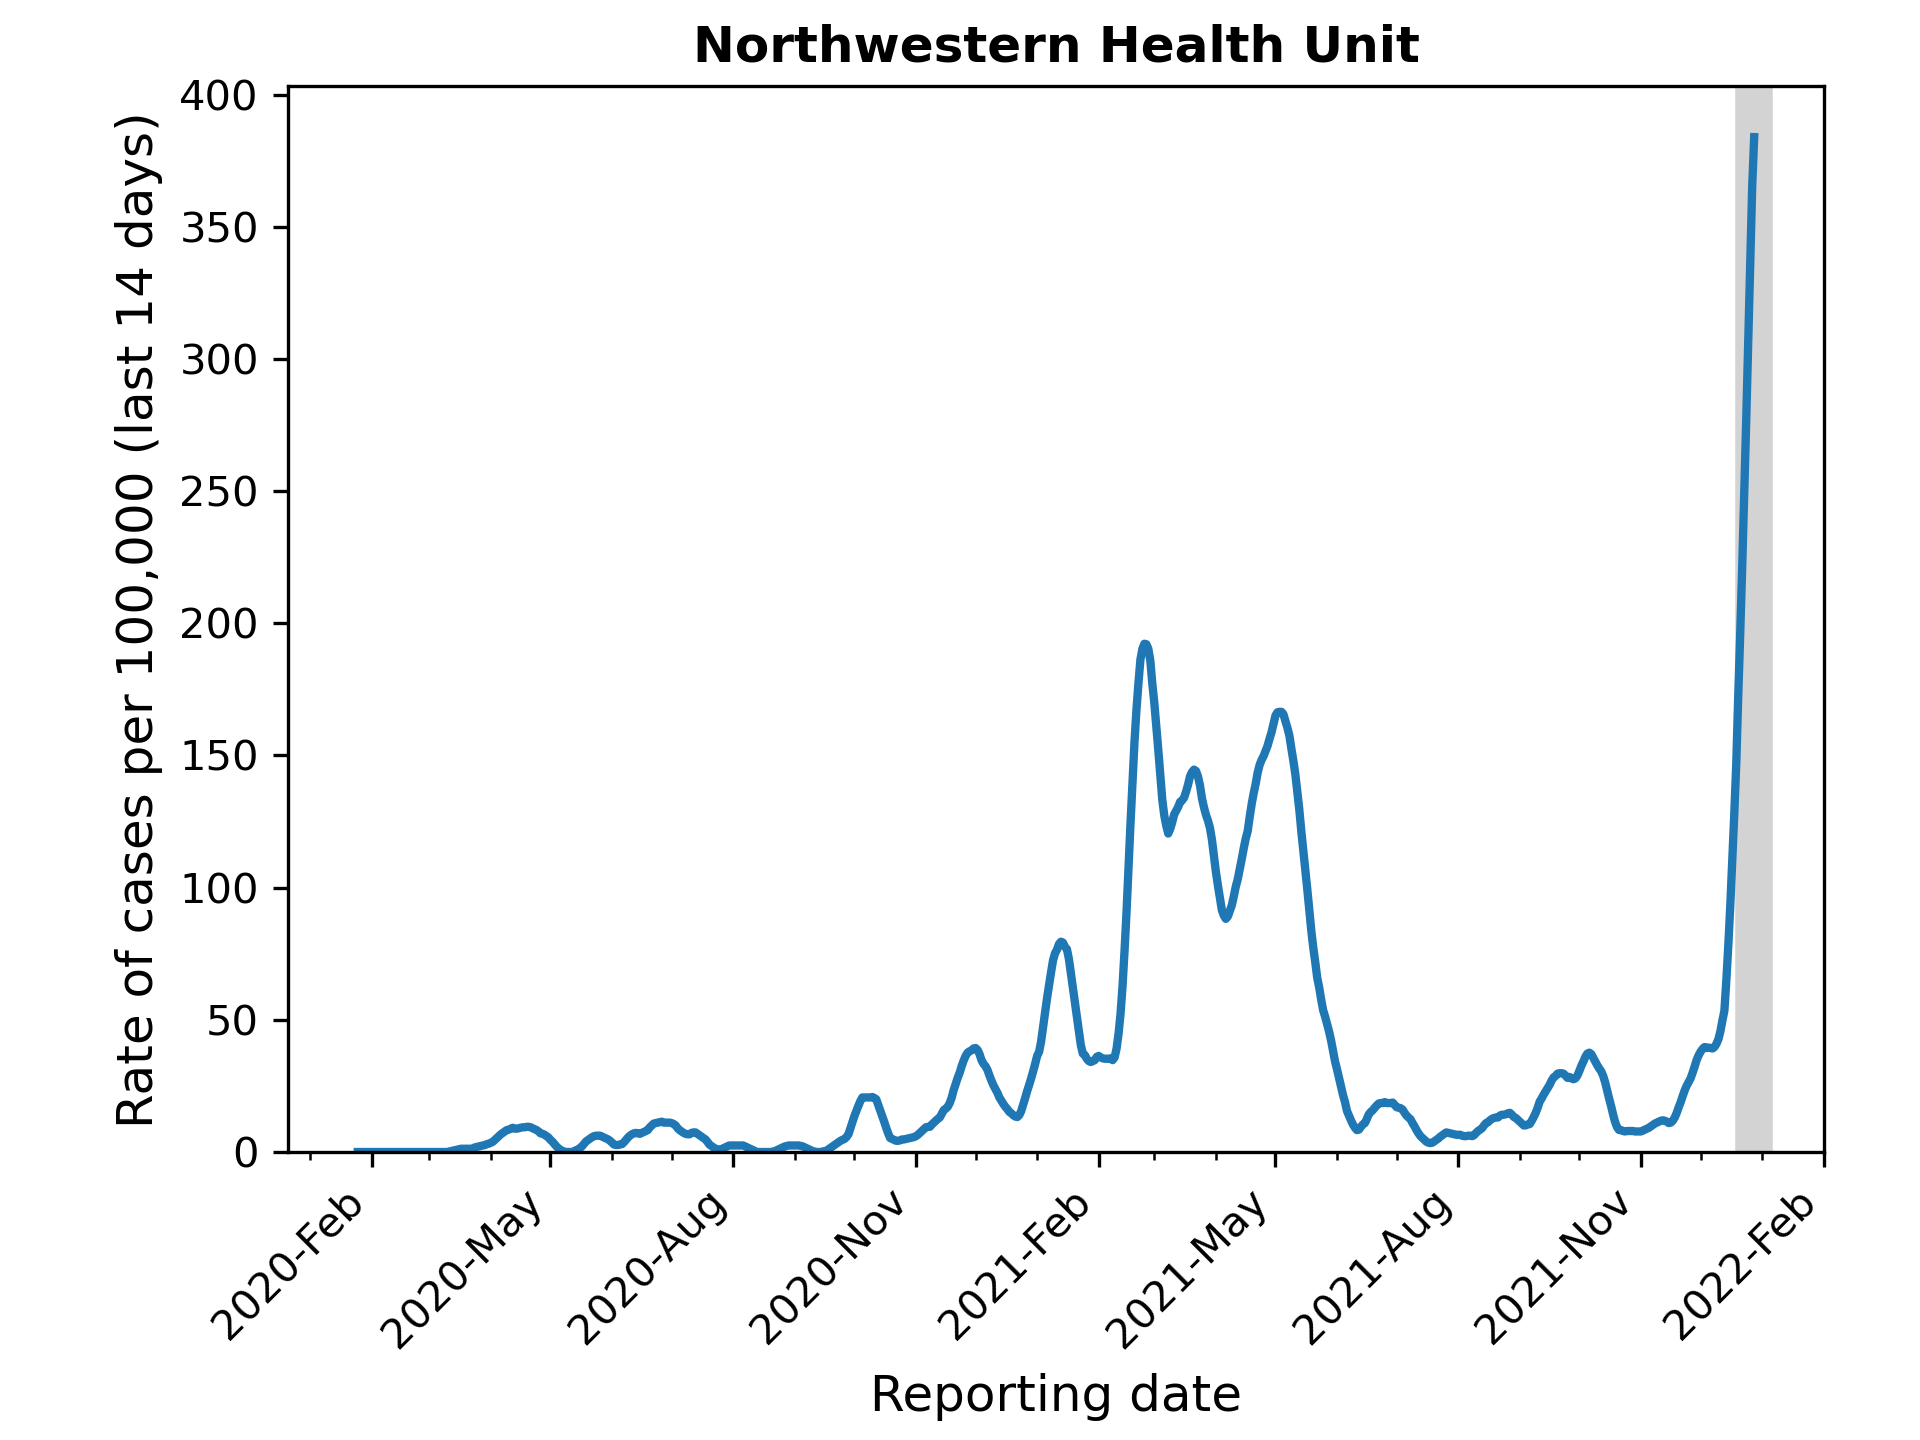 Northwestern Health Unit
Rate of cases per 100,000 (last 14 days)
400
350
300
250
200
150
100
50
0
2020-Feb
2020-May
2020-Aug
2020-Nov
2021-Feb
2021-May
2021-Aug
2021-Nov
2022-Feb
Reporting date